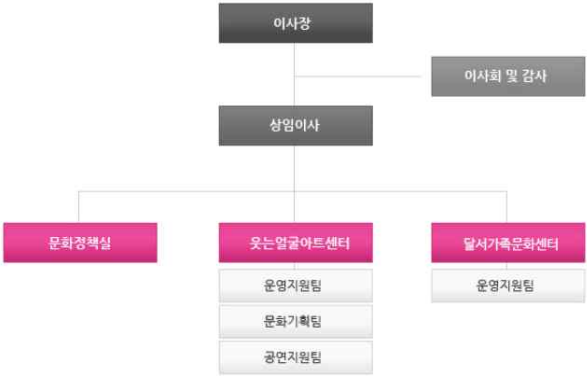 이사장
이사회 및 감사
상임이사
문화정책실
웃는얼굴아트센터
달서가족문화센터
운영지원팀
운영지원팀
문화기획팀
공연지원팀